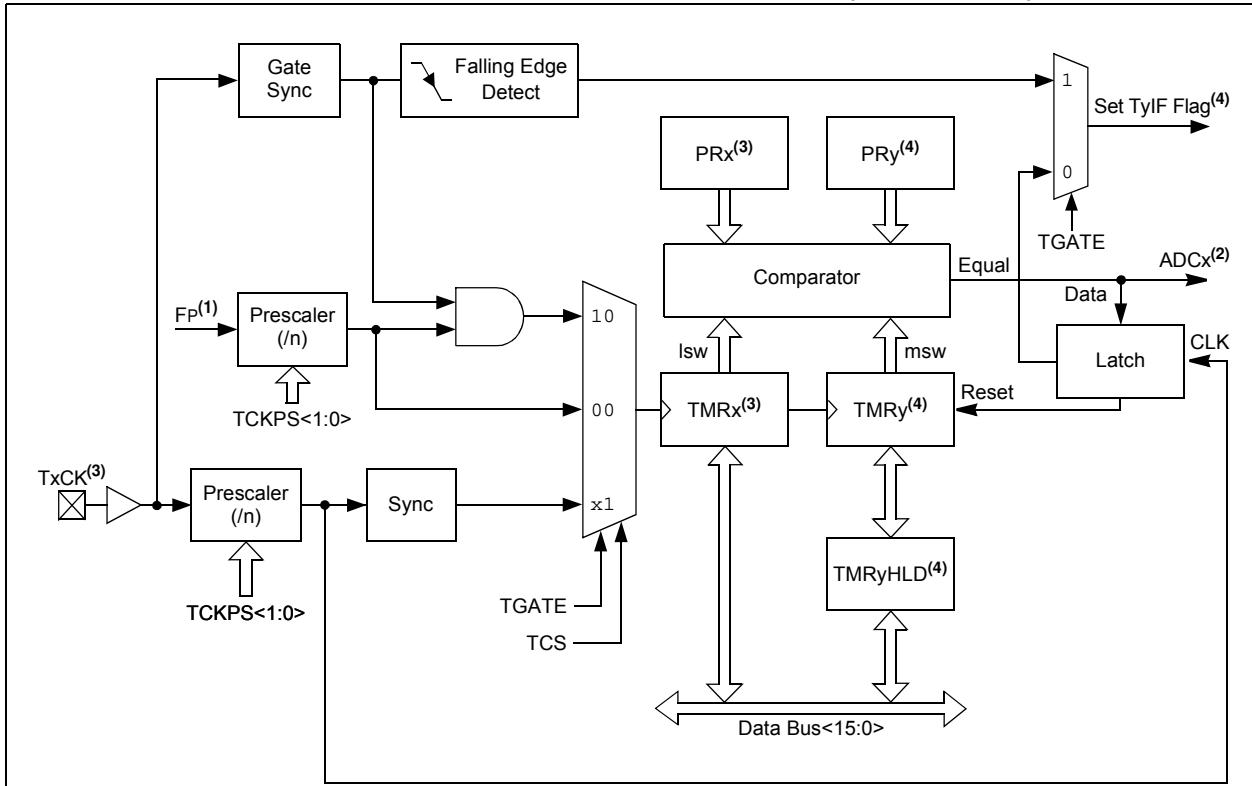 Gate
Sync
Falling Edge
Detect
1
Set TyIF Flag(4)
PRx(3)
PRy(4)
0
TGATE
Comparator
Equal
ADCx(2)
Data
FP(1)
Prescaler
(/n)
10
lsw
msw
Latch
CLK
TCKPS<1:0>
00
TMRx(3)
TMRy(4)
Reset
TxCK(3)
Prescaler
(/n)
Sync
x1
TMRyHLD(4)
TCKPS<1:0>
TGATE
TCS
Data Bus<15:0>